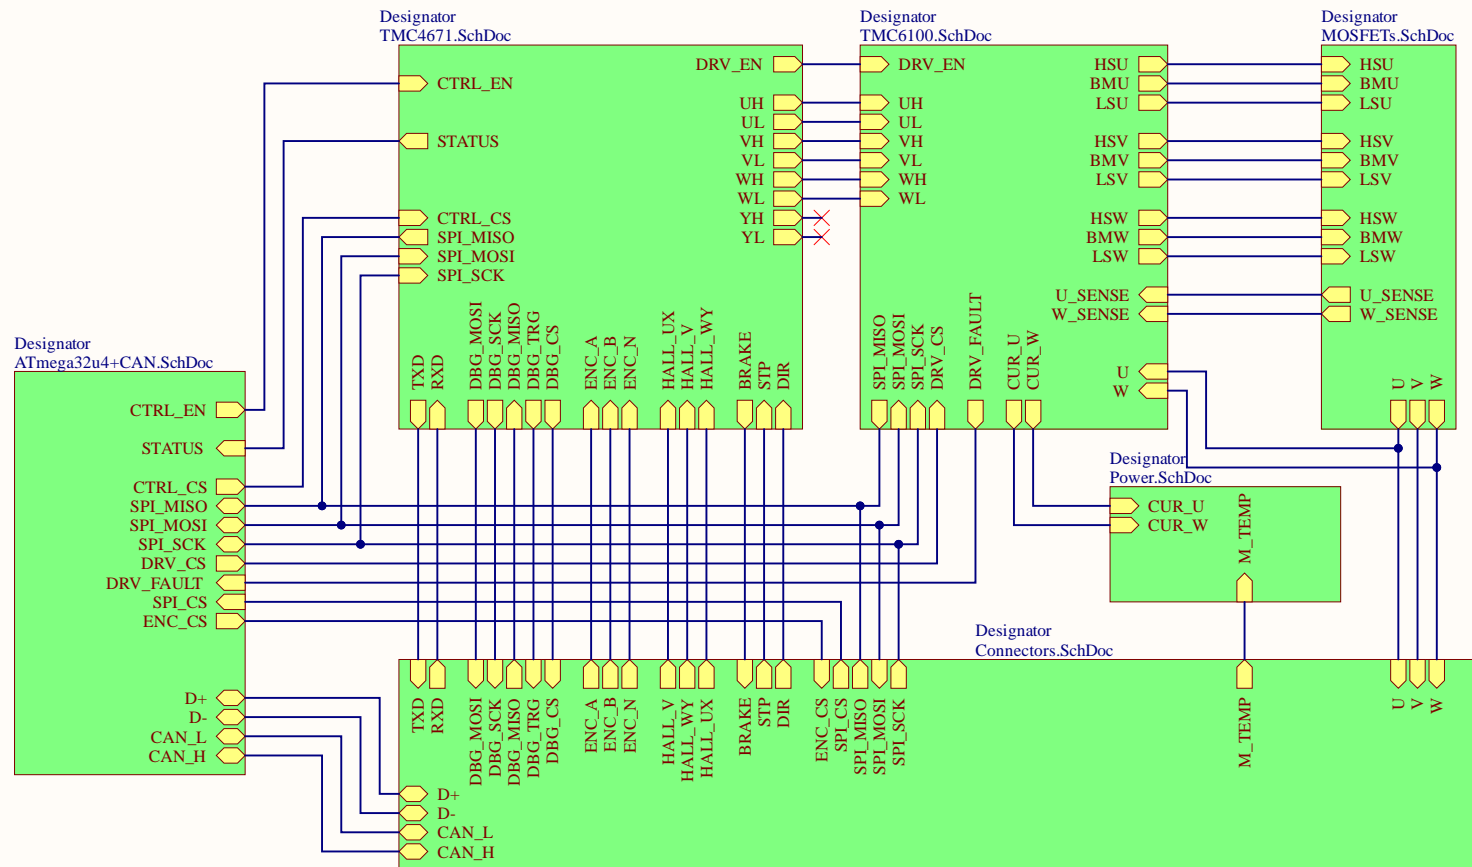 Designator
TMC4671.SchDoc
DRV_EN
CTRL_EN
UH
UL
STATUS
VH
VL
WH
WL
CTRL_CS
YH
SPI_MISO
YL
SPI_MOSI
SPI_SCK
TXD
RXD
DBG_MOSI
DBG_SCK
DBG_MISO
DBG_TRG
DBG_CS
ENC_A
ENC_B
ENC_N
HALL_UX
HALL_V
HALL_WY
BRAKE
STP
DIR
Designator
TMC6100.SchDoc
DRV_EN
HSU
BMU
UH
LSU
UL
VH
HSV
VL
BMV
WH
LSV
WL
HSW
BMW
LSW
U_SENSE
W_SENSE
U
W
SPI_MISO
SPI_MOSI
SPI_SCK
DRV_CS
DRV_FAULT
CUR_U
CUR_W
Designator
MOSFETs.SchDoc
HSU
BMU
LSU
HSV
BMV
LSV
HSW
BMW
LSW
U_SENSE
W_SENSE
U
V
W
Designator
ATmega32u4+CAN.SchDoc
CTRL_EN
STATUS
CTRL_CS
SPI_MISO
SPI_MOSI
SPI_SCK
DRV_CS
DRV_FAULT
SPI_CS
ENC_CS
D+
D-
CAN_L
CAN_H
Designator
Power.SchDoc
CUR_U
CUR_W
M_TEMP
Designator
Connectors.SchDoc
TXD
RXD
DBG_MOSI
DBG_SCK
DBG_MISO
DBG_TRG
DBG_CS
ENC_A
ENC_B
ENC_N
HALL_V
HALL_WY
HALL_UX
BRAKE
STP
DIR
ENC_CS
SPI_CS
SPI_MISO
SPI_MOSI
SPI_SCK
M_TEMP
U
V
W
D+
D-
CAN_L
CAN_H